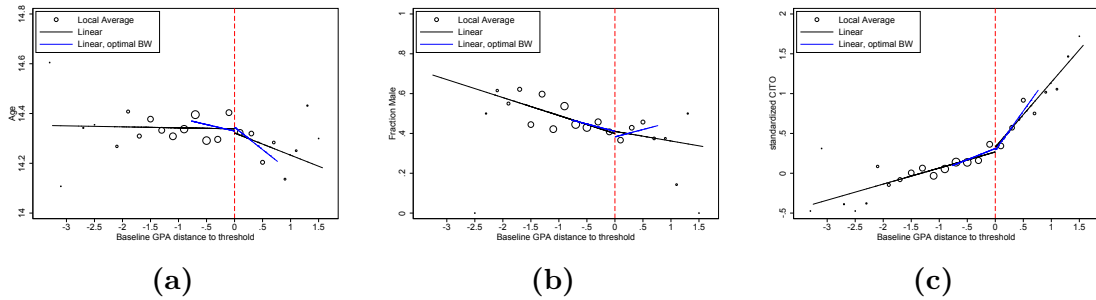 Age
14.8
14.6
14.4
14.2
14
Local Average
Linear
Linear, optimal BW
-3 -2.5 -2 -1.5 -1 -.5 0 .5 1 1.5
Baseline GPA distance to threshold
(a)
Fraction Male
1
.8
.6
.4
.2
0
Local Average
Linear
Linear, optimal BW
-3 -2.5 -2 -1.5 -1 -.5 0 .5 1 1.5
Baseline GPA distance to threshold
(b)
standardized CITO
2
1.5
1
.5
0
-.5
Local Average
Linear
Linear, optimal BW
-3 -2.5 -2 -1.5 -1 -.5 0 .5 1 1.5
Baseline GPA distance to threshold
(c)